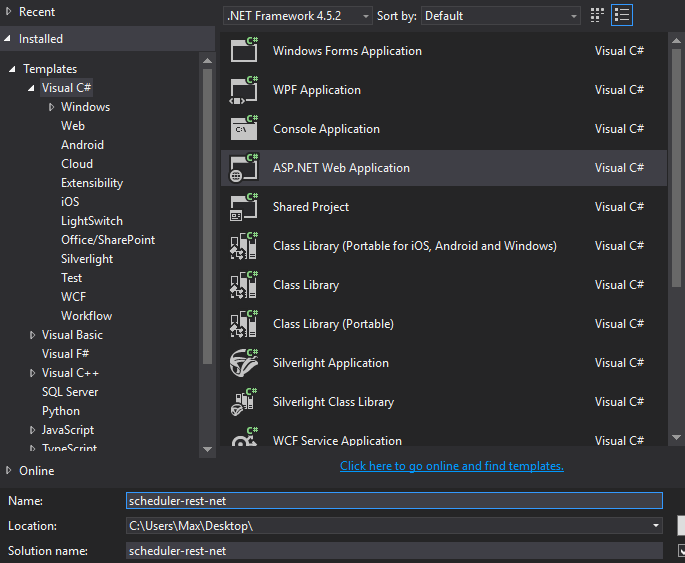 Recent
Installed
Templates
Visual C#
Windows
Web
Android
Cloud
Extensibility
iOS
LightSwitch
Office/SharePoint
Silverlight
Test
WCF
Workflow
Visual Basic
Visual F#
Visual C++
SQL Server
Python
JavaScript
TypeScript
Online
.NET Framework 4.5.2 Sort by: Default
C# Windows Forms Application Visual C#
C# WPF Application Visual C#
C# C:\ Console Application Visual C#
C# ASP.NET Web Application Visual C#
C# Shared Project Visual C#
C# Class Library (Portable for iOS, Android and Windows) Visual C#
C# Class Library Visual C#
C# Class Library (Portable) Visual C#
C# Silverlight Application Visual C#
C# Silverlight Class Library Visual C#
C# WCF Service Application Visual C#
Click here to go online and find templates.
Name: scheduler-rest-net
Location: C:\Users\Max\Desktop\
Solution name: scheduler-rest-net